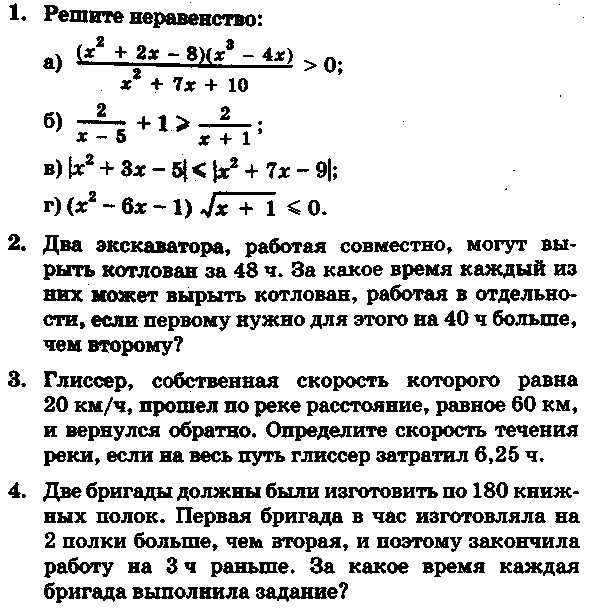 1. Решите неравенство:
а) \frac{(x^2 + 2x - 8)(x^3 - 4x)}{x^2 + 7x + 10} > 0;
б) \frac{2}{x - 5} + 1 ⩾ \frac{2}{x + 1};
в) |x^2 + 3x - 5| ⩽ |x^2 + 7x - 9|;
г) (x^2 - 6x - 1) \sqrt{x + 1} ⩽ 0.
2. Два экскаватора, работая совместно, могут вы-
рыть котлован за 48 ч. За какое время каждый из
них может вырыть котлован, работая в отдельно-
сти, если первому нужно для этого на 40 ч больше,
чем второму?
3. Глиссер, собственная скорость которого равна
20 км/ч, прошел по реке расстояние, равное 60 км,
и вернулся обратно. Определите скорость течения
реки, если на весь путь глиссер затратил 6,25 ч.
4. Две бригады должны были изготовить по 180 книж-
ных полок. Первая бригада в час изготовляла на
2 полки больше, чем вторая, и поэтому закончила
работу на 3 ч раньше. За какое время каждая
бригада выполнила задание?